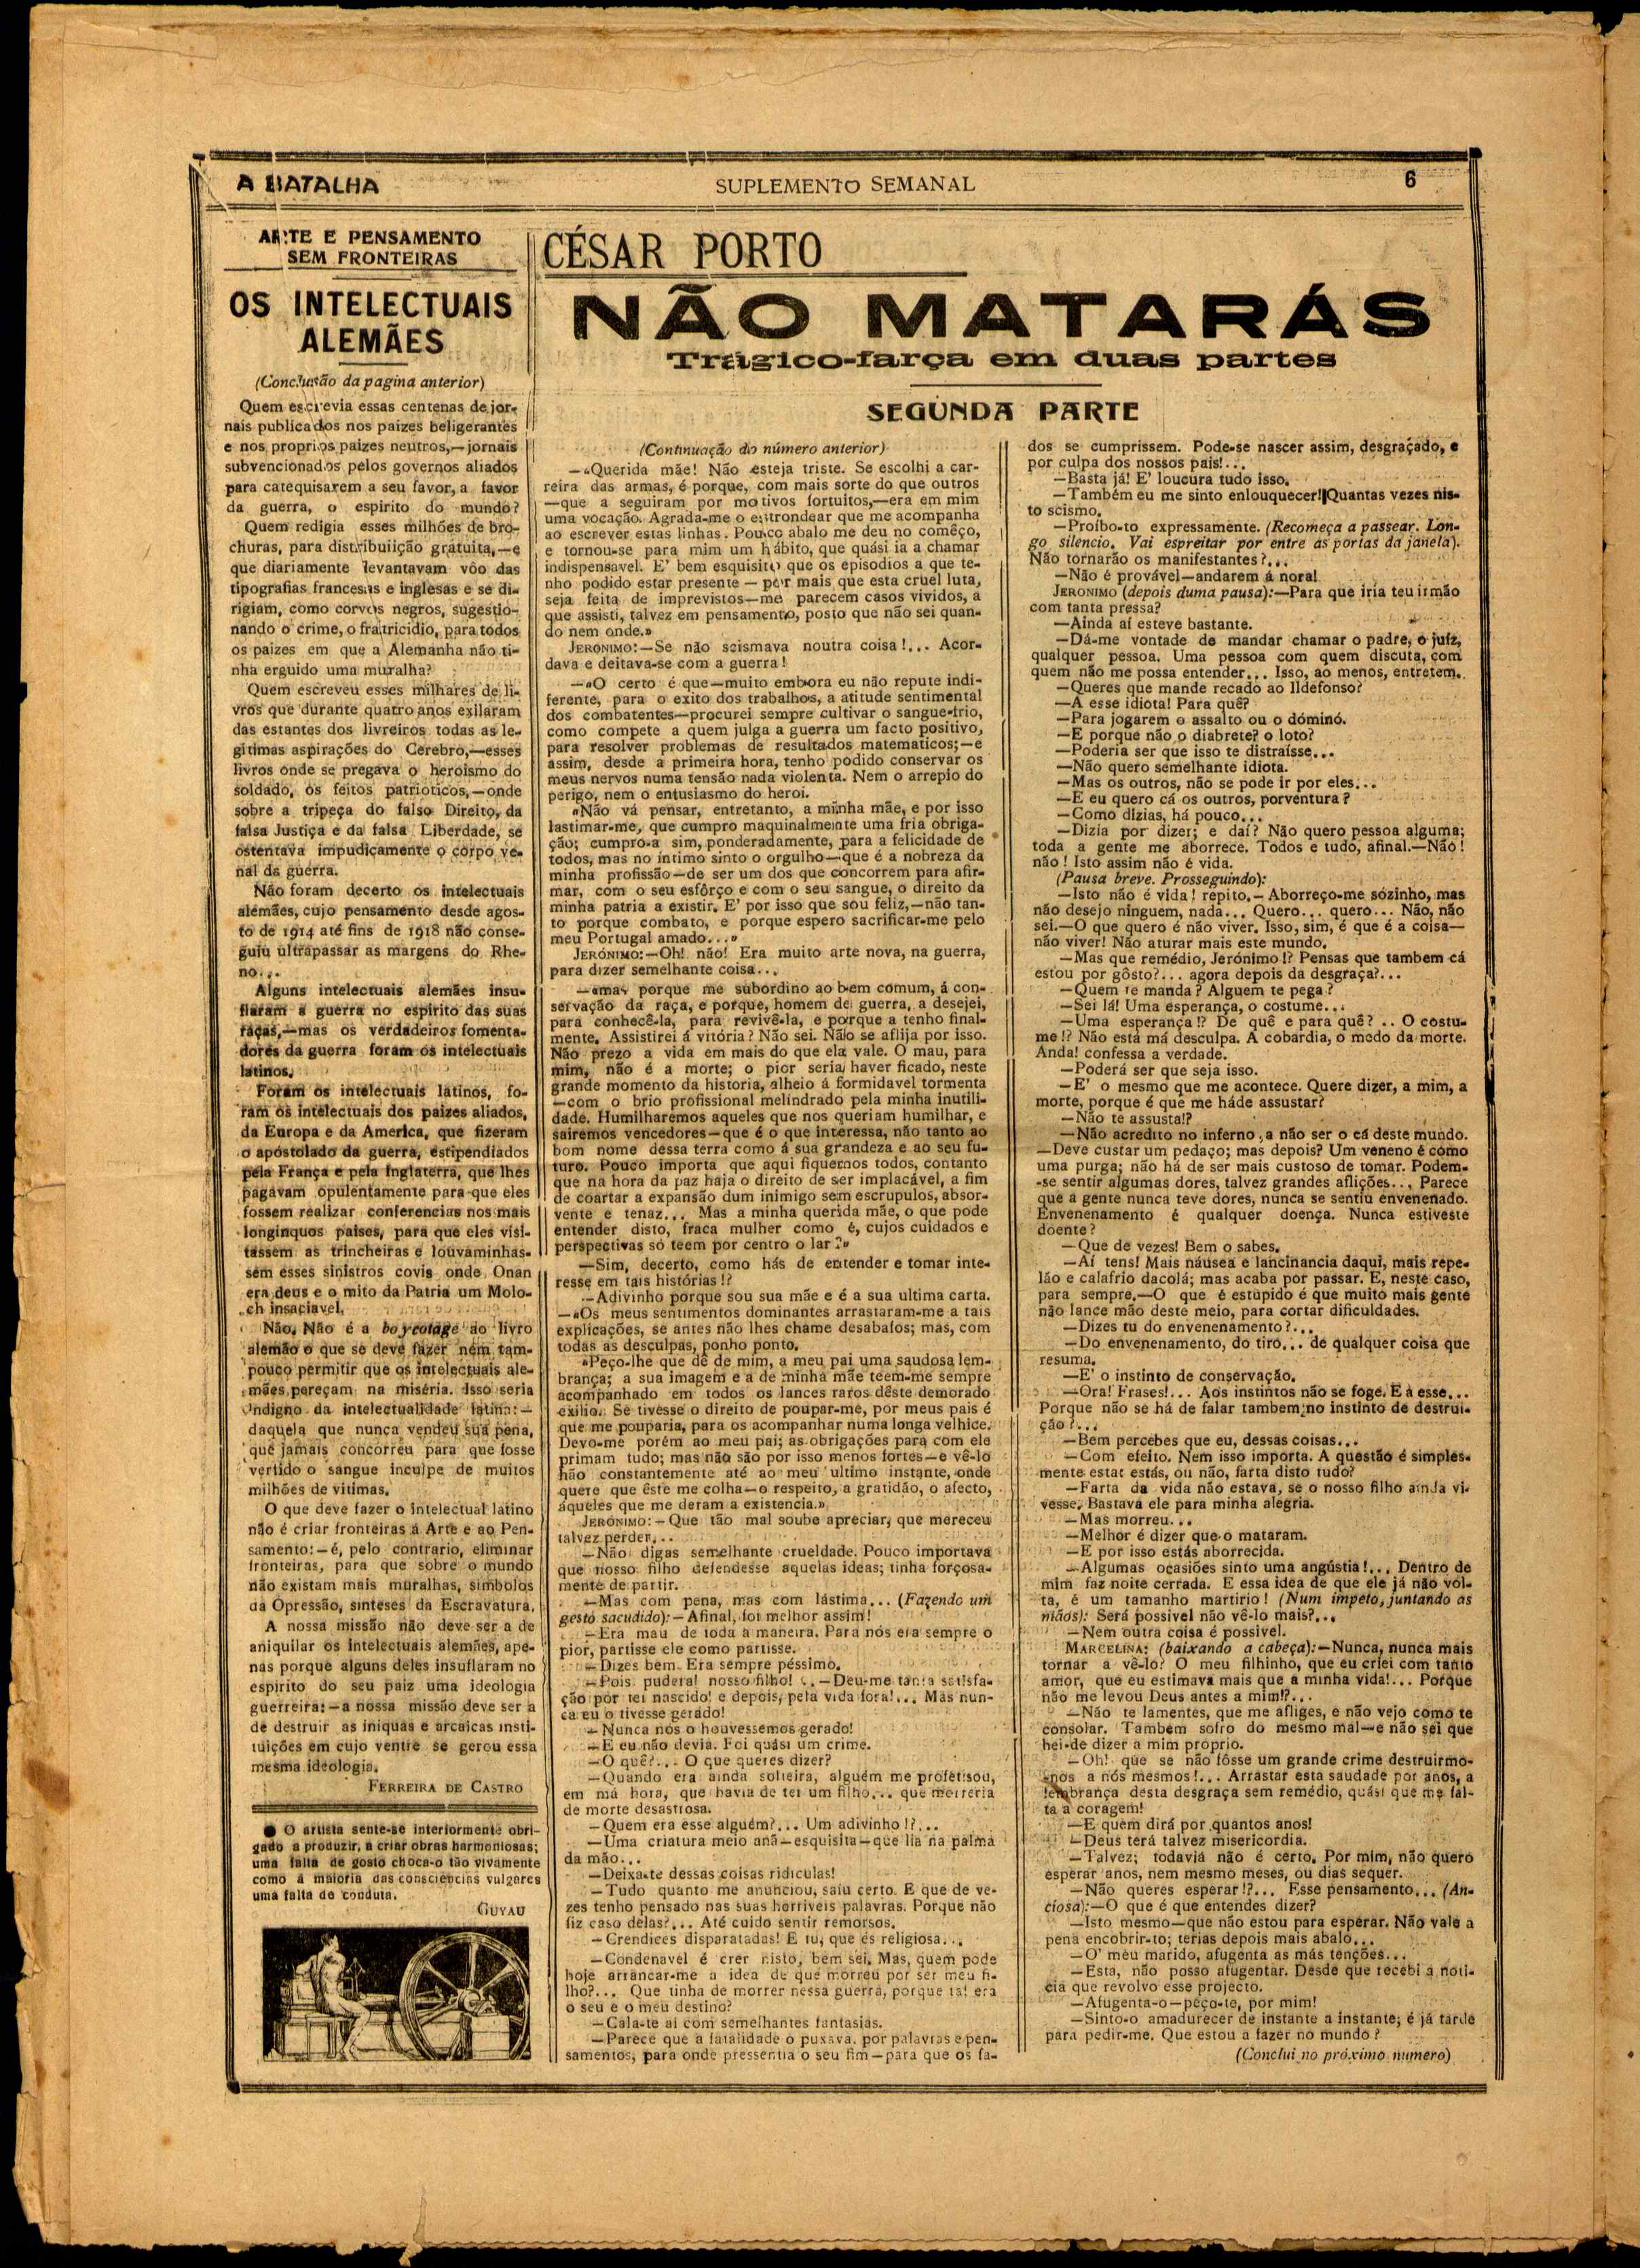 A BATALHA
SUPLEMENTO SEMANAL
6
ARTE E PENSAMENTO
SEM FRONTEIRAS
OS INTELECTUAIS
ALEMÃES
(Conclusão da pagina anterior)
Quem escrevia essas centenas de jor-
nais publicados nos paizes beligerantes
e nos proprios paizes neutros,—jornais
subvencionados pelos governos aliados
para catequisarem a seu favor, a favor
da guerra, o espirito do mundo?
Quem redigia esses milhões de bro-
churas, para distribuiição gratuita,—e
que diariamente levantavam vôo das
tipografias francesas e inglesas e se di-
rigiam, como corvos negros, sugestio-
nando o crime, o fratricidio, para todos
os paizes em que a Alemanha não ti-
nha erguido uma muralha?
Quem escreveu esses milhares de li-
vros que durante quatro anos exilaram
das estantes dos livreiros todas as le-
gitimas aspirações do Cerebro,—esses
livros onde se pregava o heroismo do
soldado, os feitos patrioticos,—onde
sobre a tripeça do falso Direito, da
falsa Justiça e da falsa Liberdade, se
ostentava impudicamente o corpo ve-
nal da guerra.
Não foram decerto os intelectuais
alemães, cujo pensamento desde agos-
to de 1914 até fins de 1918 não conse-
guiu ultrapassar as margens do Rhe-
no...
Alguns intelectuais alemães insu-
flaram a guerra no espirito das suas
raças,—mas os verdadeiros fomenta-
dores da guerra foram os intelectuais
latinos.
Foram os intelectuais latinos, fo-
ram os intelectuais dos paizes aliados,
da Europa e da America, que fizeram
o apostolado da guerra, estipendiados
pela França e pela Inglaterra, que lhes
pagavam opulentamente para que eles
fossem realizar conferencias nos mais
longinquos paises, para que eles visi-
tassem as trincheiras e louvaminhas-
sem esses sinistros covis onde Onan
era deus e o mito da Patria um Molo-
ch insaciavel.
Não. Não é a boycotage ao livro
alemão o que se deve fazer nem tam-
pouco permitir que os intelectuais ale-
mães pereçam na miséria. Isso seria
indigno da intelectualidade latina:—
daquela que nunca vendeu sua pena,
que jamais concorreu para que fosse
vertido o sangue inculpe de muitos
milhões de vitimas.
O que deve fazer o intelectual latino
não é criar fronteiras á Arte e ao Pen-
samento:—é, pelo contrario, eliminar
fronteiras, para que sobre o mundo
não existam mais muralhas, simbolos
da Opressão, sinteses da Escravatura.
A nossa missão não deve ser a de
aniquilar os intelectuais alemães, ape-
nas porque alguns deles insuflaram no
espirito do seu paiz uma ideologia
guerreira:—a nossa missão deve ser a
de destruir as iniquas e arcaicas insti-
tuições em cujo ventre se gerou essa
mesma ideologia.
FERREIRA DE CASTRO
● O artista sente-se interiormente obri-
gado a produzir, a criar obras harmoniosas;
uma falta de gosto choca-o tão vivamente
como á maioria das consciencias vulgares
uma falta de conduta.
GUYAU
CÉSAR PORTO
NÃO MATARÁS
Trágico-farça em duas partes
SEGUNDA PARTE
(Continuação do número anterior)
—«Querida mãe! Não esteja triste. Se escolhi a car-
reira das armas, é porque, com mais sorte do que outros
—que a seguiram por motivos fortuitos,—era em mim
uma vocação. Agrada-me o estrondear que me acompanha
ao escrever estas linhas. Pouco abalo me deu no comêço,
e tornou-se para mim um hábito, que quási ia a chamar
indispensavel. E' bem esquisito que os episodios a que te-
nho podido estar presente — por mais que esta cruel luta,
seja feita de imprevistos—me parecem casos vividos, a
que assisti, talvez em pensamento, posto que não sei quan-
do nem onde.»
JERONIMO:—Se não scismava noutra coisa!... Acor-
dava e deitava-se com a guerra!
—«O certo é que—muito embora eu não repute indi-
ferente, para o exito dos trabalhos, a atitude sentimental
dos combatentes—procurei sempre cultivar o sangue-frio,
como compete a quem julga a guerra um facto positivo,
para resolver problemas de resultados matematicos;—e
assim, desde a primeira hora, tenho podido conservar os
meus nervos numa tensão nada violenta. Nem o arrepio do
perigo, nem o entusiasmo do heroi.
«Não vá pensar, entretanto, a minha mãe, e por isso
lastimar-me, que cumpro maquinalmente uma fria obriga-
ção; cumpro-a sim, ponderadamente, para a felicidade de
todos, mas no intimo sinto o orgulho—que é a nobreza da
minha profissão—de ser um dos que concorrem para afir-
mar, com o seu esfôrço e com o seu sangue, o direito da
minha patria a existir. E' por isso que sou feliz,—não tan-
to porque combato, e porque espero sacrificar-me pelo
meu Portugal amado...»
JERÓNIMO:—Oh! não! Era muito arte nova, na guerra,
para dizer semelhante coisa...
—«mas porque me subordino ao bem comum, á con-
servação da raça, e porque, homem de guerra, a desejei,
para conhecê-la, para revivê-la, e porque a tenho final-
mente. Assistirei á vitória? Não sei. Não se aflija por isso.
Não prezo a vida em mais do que ela vale. O mau, para
mim, não é a morte; o pior seria haver ficado, neste
grande momento da historia, alheio á formidavel tormenta
—com o brio profissional melindrado pela minha inutili-
dade. Humilharemos aqueles que nos queriam humilhar, e
sairemos vencedores—que é o que interessa, não tanto ao
bom nome dessa terra como á sua grandeza e ao seu fu-
turo. Pouco importa que aqui fiquemos todos, contanto
que na hora da paz haja o direito de ser implacável, a fim
de coartar a expansão dum inimigo sem escrupulos, absor-
vente e tenaz... Mas a minha querida mãe, o que pode
entender disto, fraca mulher como é, cujos cuidados e
perspectivas só teem por centro o lar?»
—Sim, decerto, como hás de entender e tomar inte-
resse em tais histórias!?
—Adivinho porque sou sua mãe e é a sua ultima carta.
—«Os meus sentimentos dominantes arrastaram-me a tais
explicações, se antes não lhes chame desabafos; mas, com
todas as desculpas, ponho ponto.
«Peço-lhe que dê de mim, a meu pai uma saudosa lem-
brança; a sua imagem e a de minha mãe teem-me sempre
acompanhado em todos os lances raros dêste demorado
exilio. Se tivesse o direito de poupar-me, por meus pais é
que me pouparia, para os acompanhar numa longa velhice.
Devo-me porém ao meu pai; as obrigações para com ele
primam tudo; mas não são por isso menos fortes—e vê-lo
hão constantemente até ao meu ultimo instante, onde
quere que êste me colha—o respeito, a gratidão, o afecto,
áqueles que me deram a existencia.»
JERÓNIMO:—Que tão mal soube apreciar, que mereceu
talvez perder...
—Não digas semelhante crueldade. Pouco importava
que nosso filho defendesse aquelas ideas; tinha forçosa-
mente de partir.
—Mas com pena, mas com lástima... (Fazendo um
gesto sacudido):—Afinal, foi melhor assim!
—Era mau de toda a maneira. Para nós era sempre o
pior, partisse ele como partisse.
—Dizes bem. Era sempre péssimo.
—Pois pudera! nosso filho! ..—Deu-me tanta satisfa-
ção por ter nascido! e depois, pela vida fora!... Mas nun-
ca eu o tivesse gerado!
—Nunca nós o houvessemos gerado!
—E eu não devia. Foi quási um crime.
—O quê?... O que queres dizer?
—Quando era ainda solteira, alguém me profetisou,
em má hora, que havia de ter um filho... que morreria
de morte desastrosa.
—Quem era esse alguém?... Um adivinho!?...
—Uma criatura meio anã—esquisita—que lia na palma
da mão...
—Deixa-te dessas coisas ridiculas!
—Tudo quanto me anunciou, saiu certo. E que de ve-
zes tenho pensado nas suas horriveis palavras. Porque não
fiz caso delas?... Até cuido sentir remorsos.
—Crendices disparatadas! E tu, que és religiosa...
—Condenavel é crer nisto, bem sei. Mas, quem pode
hoje arrancar-me a idea de que morreu por ser meu fi-
lho?... Que tinha de morrer nessa guerra, porque tal era
o seu e o meu destino?
—Cala-te aí com semelhantes fantasias.
—Parece que a fatalidade o puxava, por palavras e pen-
samentos, para onde pressentia o seu fim—para que os fa-
dos se cumprissem. Pode-se nascer assim, desgraçado, e
por culpa dos nossos pais!...
—Basta já! E' loucura tudo isso.
—Também eu me sinto enlouquecer! Quantas vezes nis-
to scismo.
—Proíbo-to expressamente. (Recomeça a passear. Lon-
go silencio. Vai espreitar por entre as portas da janela).
Não tornarão os manifestantes?...
—Não é provável—andarem á nora!
JERONIMO (depois duma pausa):—Para que iria teu irmão
com tanta pressa?
—Ainda aí esteve bastante.
—Dá-me vontade de mandar chamar o padre, o juíz,
qualquer pessoa. Uma pessoa com quem discuta, com
quem não me possa entender... Isso, ao menos, entretem.
—Queres que mande recado ao Ildefonso?
—A esse idiota! Para quê?
—Para jogarem o assalto ou o dóminó.
—E porque não o diabrete? o loto?
—Poderia ser que isso te distraísse...
—Não quero semelhante idiota.
—Mas os outros, não se pode ir por eles...
—E eu quero cá os outros, porventura?
—Como dizias, há pouco...
—Dizia por dizer; e daí? Não quero pessoa alguma;
toda a gente me aborrece. Todos e tudo, afinal.—Não!
não! Isto assim não é vida.
(Pausa breve. Prosseguindo):
—Isto não é vida! repito.—Aborreço-me sózinho, mas
não desejo ninguem, nada... Quero... quero... Não, não
sei.—O que quero é não viver. Isso, sim, é que é a coisa—
não viver! Não aturar mais este mundo.
—Mas que remédio, Jerónimo!? Pensas que tambem cá
estou por gôsto?... agora depois da desgraça?...
—Quem te manda? Alguem te pega?
—Sei lá! Uma esperança, o costume...
—Uma esperança!? De quê e para quê? .. O costu-
me!? Não está má desculpa. A cobardia, o medo da morte.
Anda! confessa a verdade.
—Poderá ser que seja isso.
—E' o mesmo que me acontece. Quere dizer, a mim, a
morte, porque é que me háde assustar?
—Não te assusta!?
—Não acredito no inferno, a não ser o cá deste mundo.
—Deve custar um pedaço; mas depois? Um veneno é como
uma purga; não há de ser mais custoso de tomar. Podem-
-se sentir algumas dores, talvez grandes aflições... Parece
que a gente nunca teve dores, nunca se sentiu envenenado.
Envenenamento é qualquer doença. Nunca estiveste
doente?
—Que de vezes! Bem o sabes.
—Aí tens! Mais náusea e lancinancia daqui, mais repe-
lão e calafrio dacolá; mas acaba por passar. E, neste caso,
para sempre.—O que é estúpido é que muito mais gente
não lance mão deste meio, para cortar dificuldades.
—Dizes tu do envenenamento?...
—Do envenenamento, do tiro... de qualquer coisa que
resuma.
—E' o instinto de conservação.
—Ora! Frases!... Aos instintos não se foge. E a esse...
Porque não se há de falar tambem no instinto de destrui-
ção?...
—Bem percebes que eu, dessas coisas...
—Com efeito. Nem isso importa. A questão é simples-
mente esta: estás, ou não, farta disto tudo?
—Farta da vida não estava, se o nosso filho ainda vi-
vesse. Bastava ele para minha alegria.
—Mas morreu...
—Melhor é dizer que o mataram.
—E por isso estás aborrecida.
—Algumas ocasiões sinto uma angústia!... Dentro de
mim faz noite cerrada. E essa idea de que ele já não vol-
ta, é um tamanho martirio! (Num impeto, juntando as
mãos): Será possivel não vê-lo mais?...
—Nem outra coisa é possivel.
MARCELINA: (baixando a cabeça):—Nunca, nunca mais
tornar a vê-lo? O meu filhinho, que eu criei com tanto
amor, que eu estimava mais que a minha vida!... Porque
não me levou Deus antes a mim!?...
—Não te lamentes, que me afliges, e não vejo como te
consolar. Tambem sofro do mesmo mal—e não sei que
hei-de dizer a mim próprio.
—Oh! que se não fôsse um grande crime destruirmo-
-nos a nós mesmos!... Arrastar esta saudade por anos, a
lembrança desta desgraça sem remédio, quási que me fal-
ta a coragem!
—E quem dirá por quantos anos!
—Deus terá talvez misericordia.
—Talvez; todavia não é certo. Por mim, não quero
esperar anos, nem mesmo meses, ou dias sequer.
—Não queres esperar!?... Esse pensamento... (An-
ciosa):—O que é que entendes dizer?
—Isto mesmo—que não estou para esperar. Não vale a
pena encobrir-to; terias depois mais abalo...
—O' meu marido, afugenta as más tenções...
—Esta, não posso afugentar. Desde que recebi a noti-
cia que revolvo esse projecto.
—Afugenta-o—peço-te, por mim!
—Sinto-o amadurecer de instante a instante; é já tarde
para pedir-me. Que estou a fazer no mundo?
(Conclui no próximo numero)